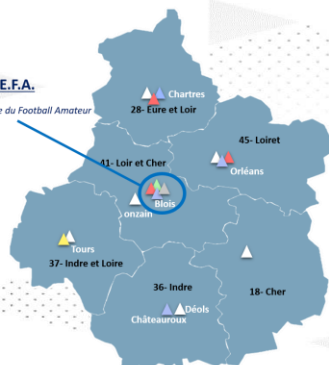 E.F.A.
e du Football Amateur
Chartres
28- Eure et Loir
45- Loiret
Orléans
41- Loir et Cher
Blois
onzain
Tours
37- Indre et Loire
36- Indre
18- Cher
Déols
Châteauroux